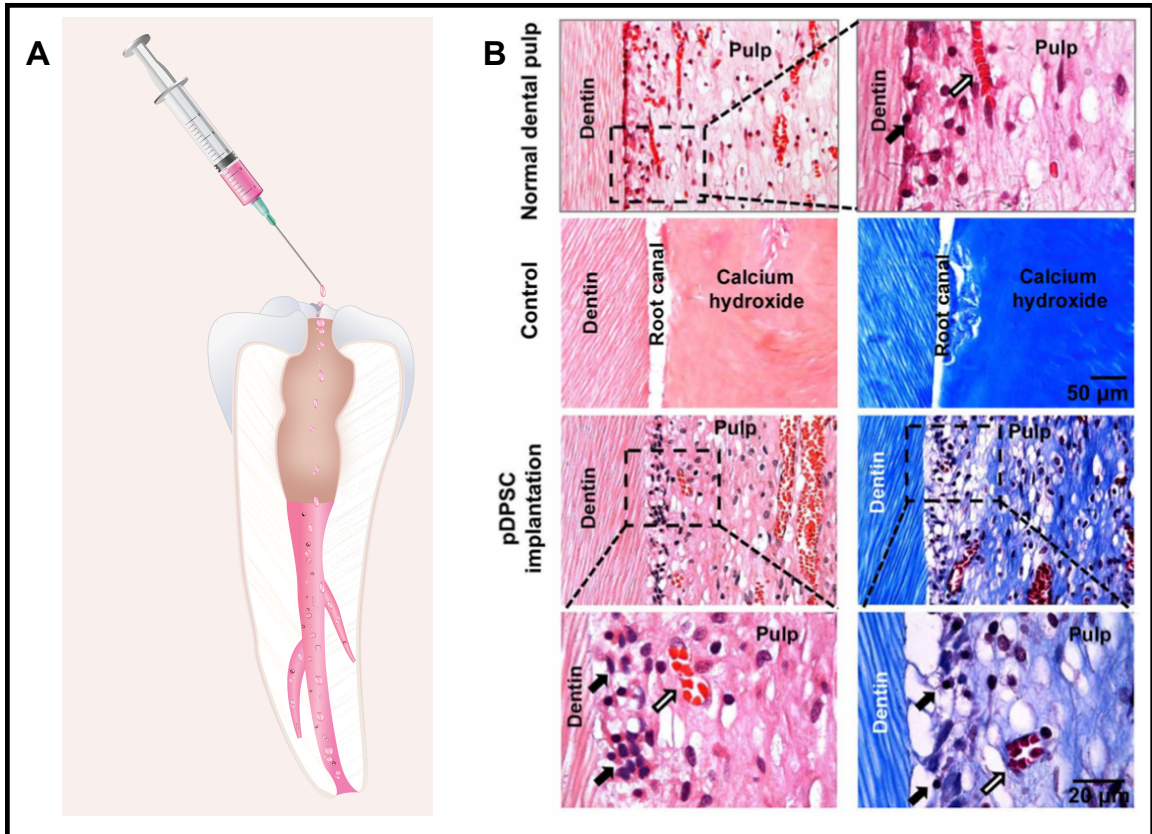 A
B
Normal dental pulp
Dentin
Pulp
Dentin
Pulp
Control
Dentin
Root canal
Calcium
hydroxide
Root canal
Calcium
hydroxide
50 µm
pDPSC
implantation
Dentin
Pulp
Dentin
Pulp
Dentin
Pulp
Dentin
Pulp
20 µm